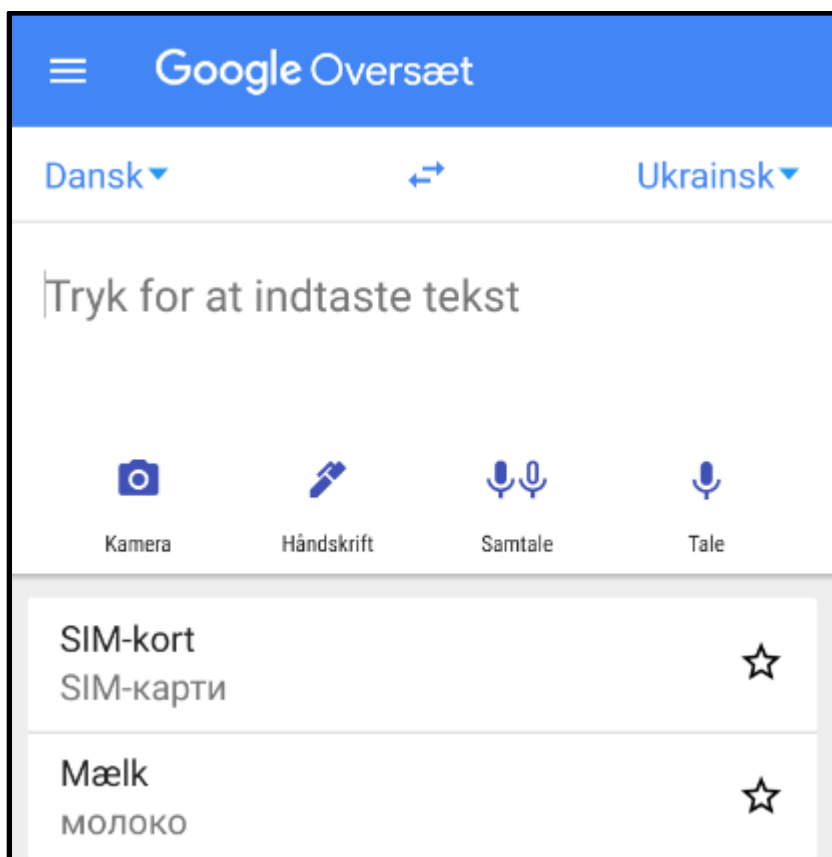 Google Oversæt
Dansk Ukrainsk
Tryk for at indtaste tekst
Kamera Håndskrift Samtale Tale
SIM-kort
SIM-карти
Mælk
молоко